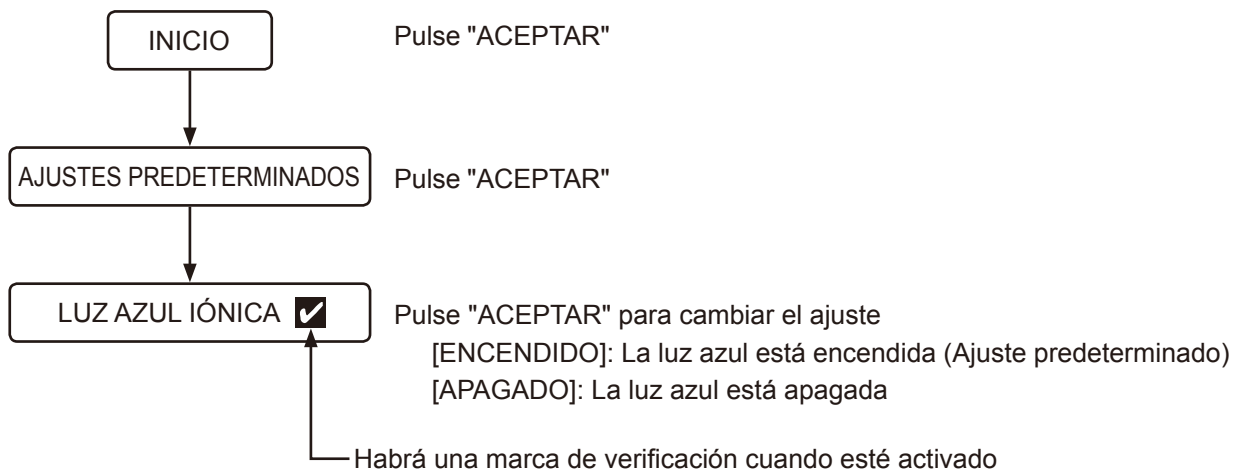 INICIO Pulse "ACEPTAR"
AJUSTES PREDETERMINADOS Pulse "ACEPTAR"
LUZ AZUL IÓNICA ✔ Pulse "ACEPTAR" para cambiar el ajuste
[ENCENDIDO]: La luz azul está encendida (Ajuste predeterminado)
[APAGADO]: La luz azul está apagada
Habrá una marca de verificación cuando esté activado